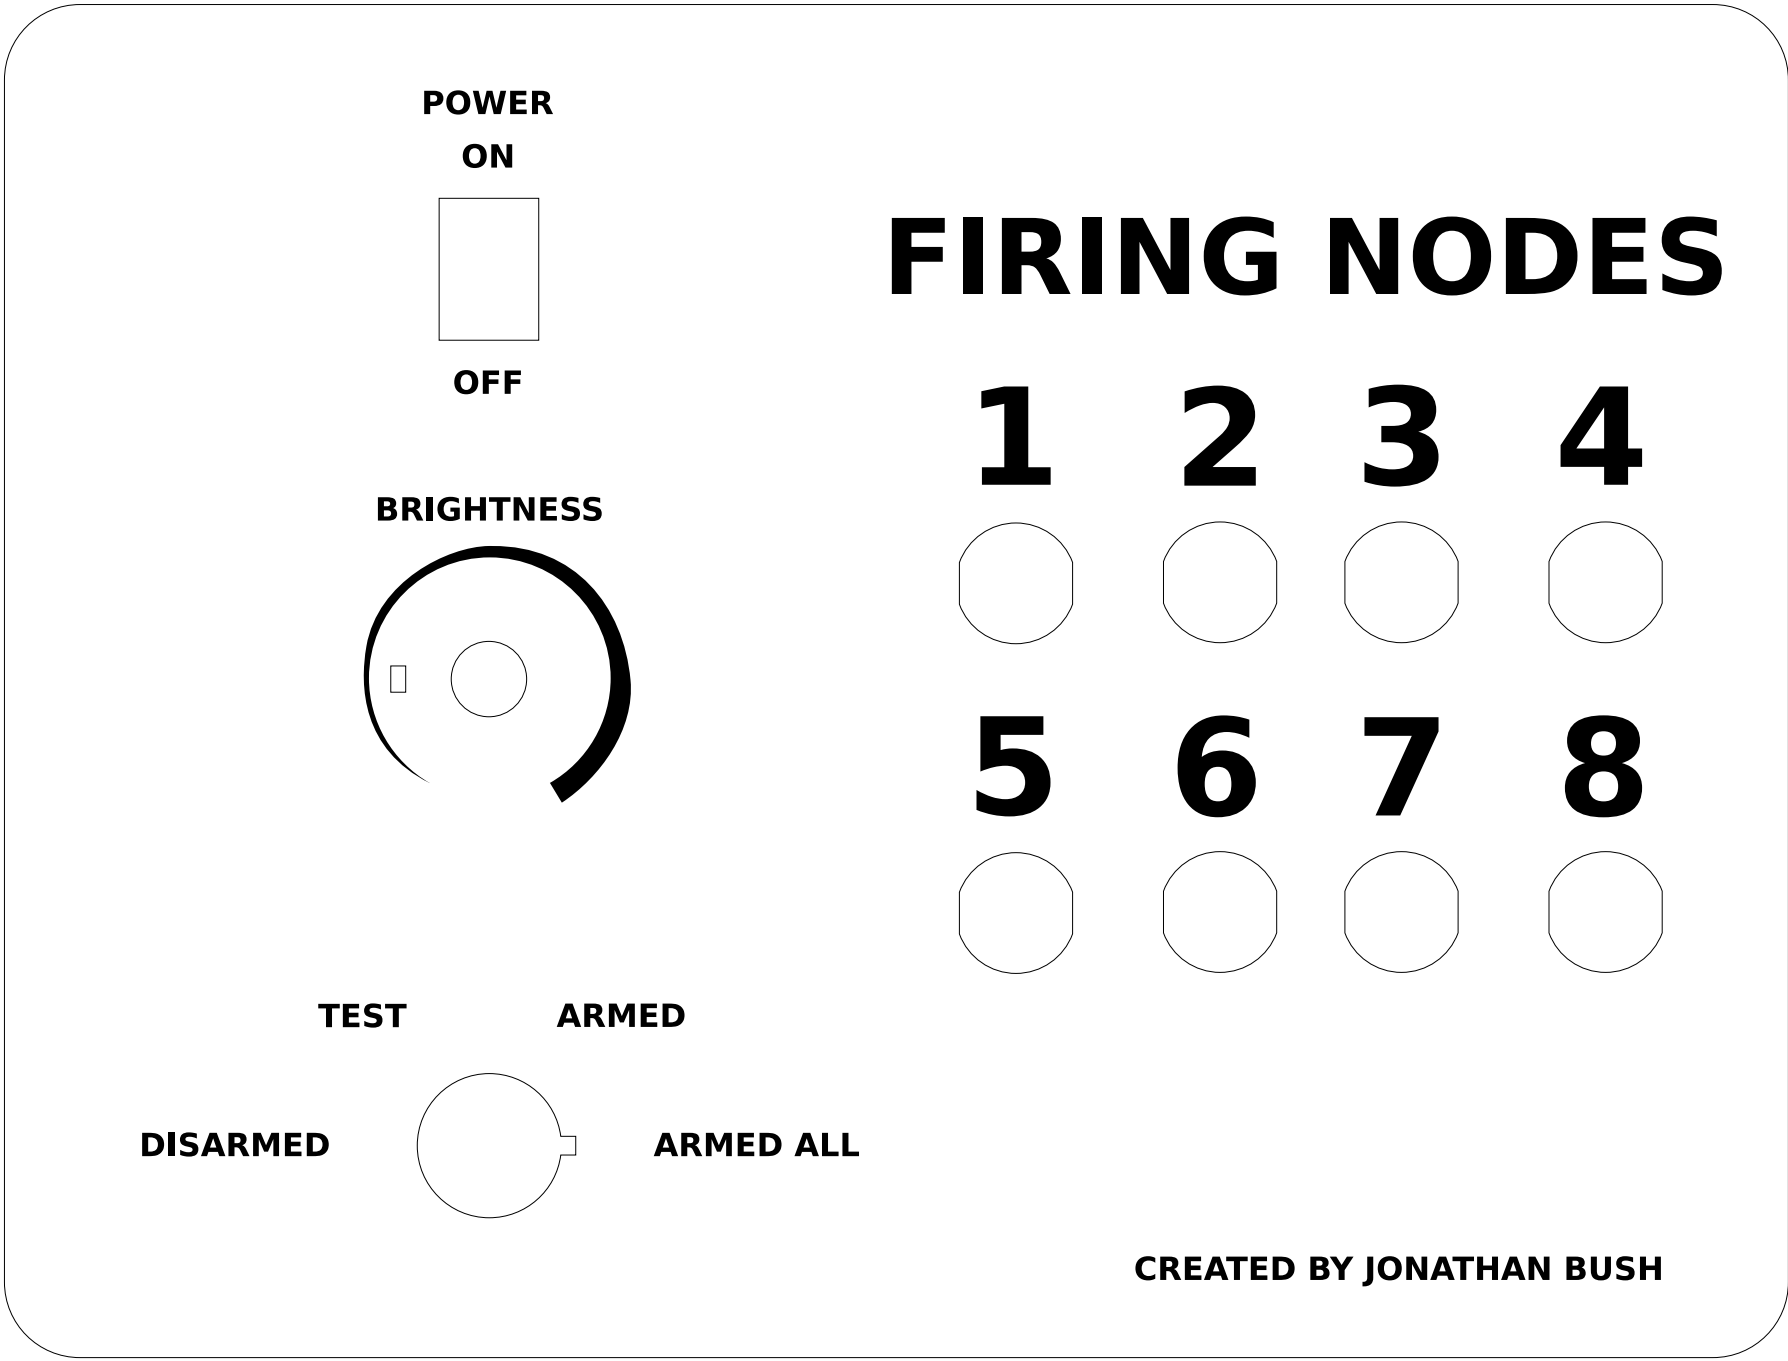 POWER
ON
OFF
BRIGHTNESS
TEST ARMED
DISARMED ARMED ALL
FIRING NODES
1 2 3 4
5 6 7 8
CREATED BY JONATHAN BUSH